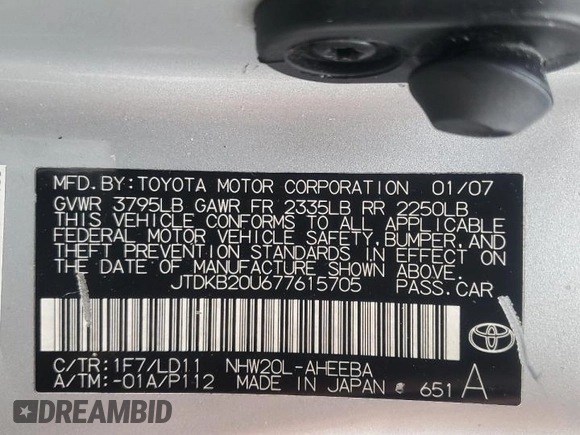 MFD.BY:TOYOTA MOTOR CORPORATION 01/07
GVWR 3795LB GAWR FR 2335LB RR 2250LB
THIS VEHICLE CONFORMS TO ALL APPLICABLE
FEDERAL MOTOR VEHICLE SAFETY,BUMPER,AND
THEFT PREVENTION STANDARDS IN EFFECT ON
THE DATE OF MANUFACTURE SHOWN ABOVE.
JTDKB20U677615705 PASS.CAR
C/TR:1F7/LD11 NHW20L-AHEEBA
A/TM:-01A/P112 MADE IN JAPAN 651 A
DREAMBID